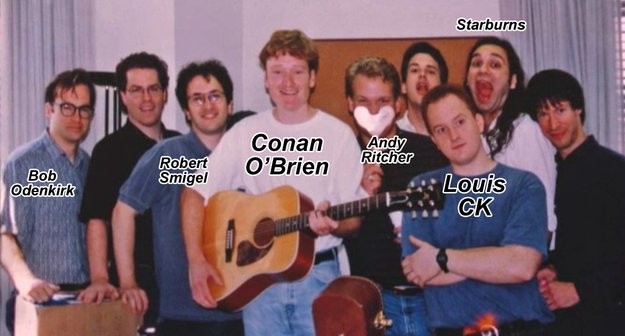 Starburns
Conan
O'Brien
Andy
Ritcher
Robert
Smigel
Bob
Odenkirk
Louis
CK